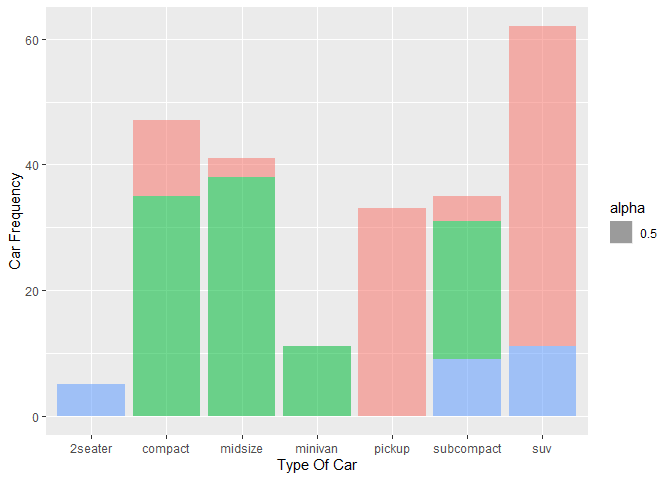 60
40
20
0
Car Frequency
2seater compact midsize minivan pickup subcompact suv
Type Of Car
alpha
0.5